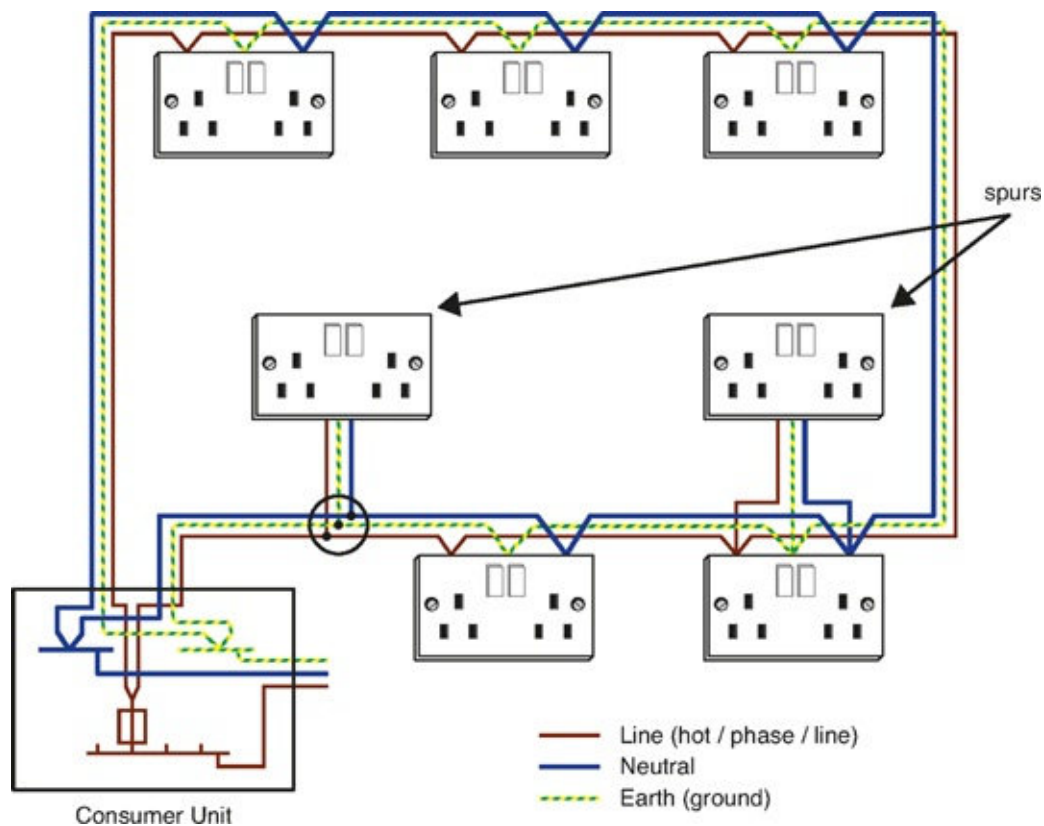 spurs
Line (hot / phase / line)
Neutral
Earth (ground)
Consumer Unit